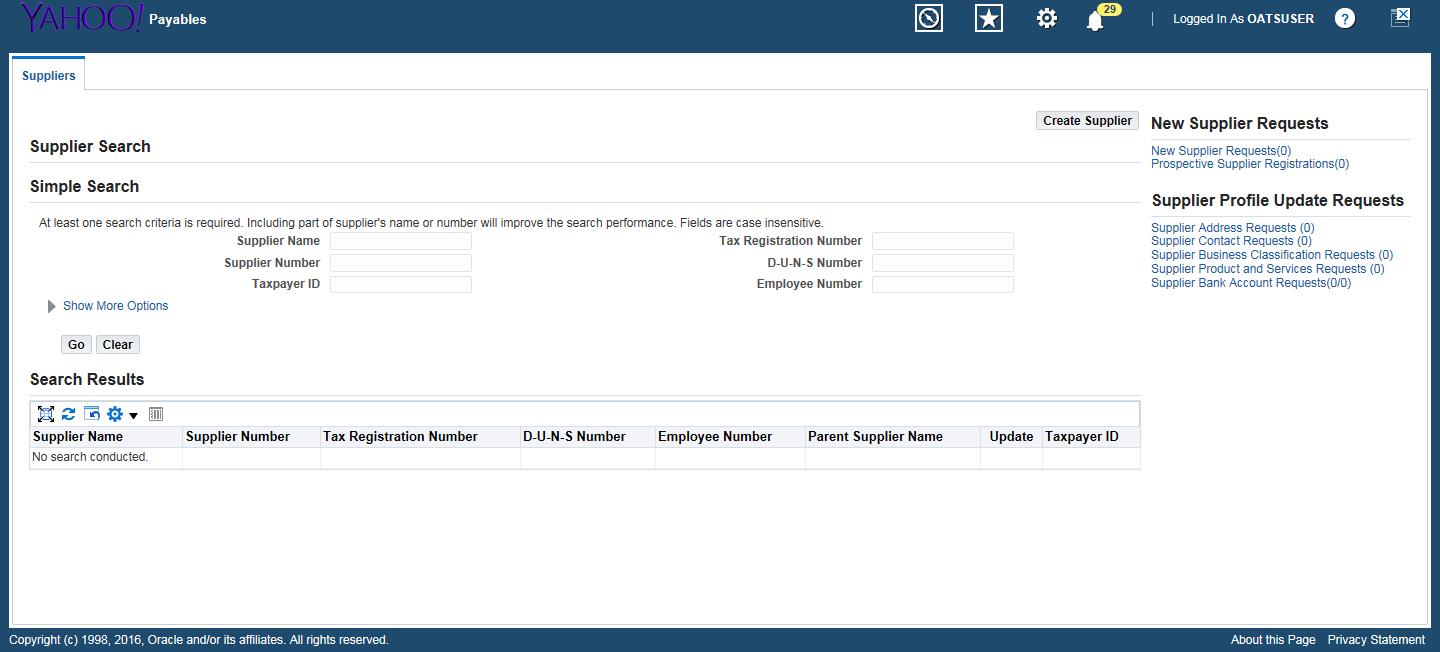 YAHOO! Payables
29
Logged In As OATSUSER
?
Suppliers
Create Supplier
Supplier Search
Simple Search
At least one search criteria is required. Including part of supplier's name or number will improve the search performance. Fields are case insensitive.
Supplier Name
Tax Registration Number
Supplier Number
D-U-N-S Number
Taxpayer ID
Employee Number
Show More Options
Go Clear
Search Results
Supplier Name Supplier Number Tax Registration Number D-U-N-S Number Employee Number Parent Supplier Name Update Taxpayer ID
No search conducted.
New Supplier Requests
New Supplier Requests(0)
Prospective Supplier Registrations(0)
Supplier Profile Update Requests
Supplier Address Requests (0)
Supplier Contact Requests (0)
Supplier Business Classification Requests (0)
Supplier Product and Services Requests (0)
Supplier Bank Account Requests(0/0)
Copyright (c) 1998, 2016, Oracle and/or its affiliates. All rights reserved.
About this Page Privacy Statement